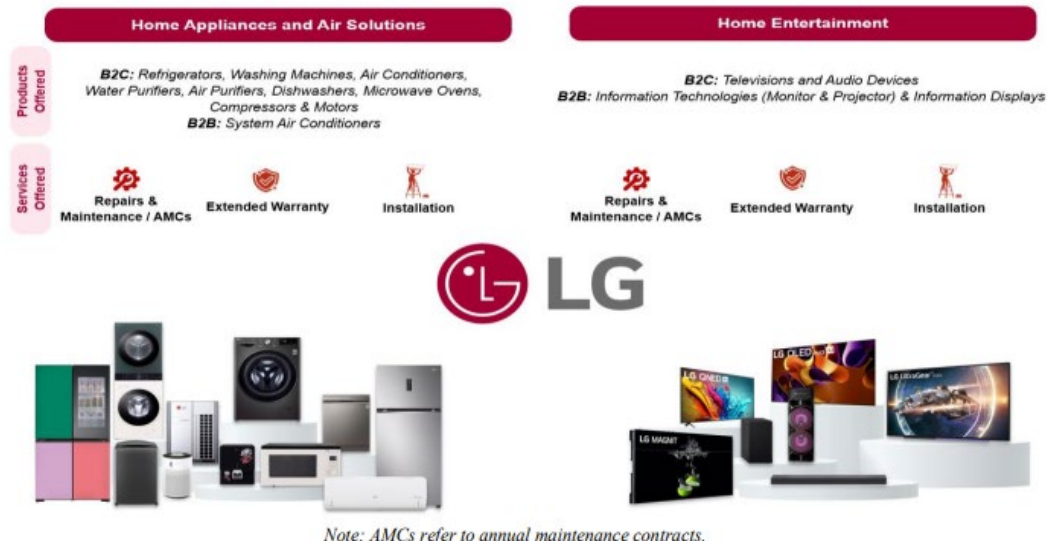 Home Appliances and Air Solutions
Home Entertainment
Products
Offered
B2C: Refrigerators, Washing Machines, Air Conditioners,
Water Purifiers, Air Purifiers, Dishwashers, Microwave Ovens,
Compressors & Motors
B2B: System Air Conditioners
B2C: Televisions and Audio Devices
B2B: Information Technologies (Monitor & Projector) & Information Displays
Services
Offered
Repairs &
Maintenance / AMCs
Extended Warranty
Installation
Repairs &
Maintenance / AMCs
Extended Warranty
Installation
LG
LG QNED
LG OLED
LG UltraGear
LG MAGNIT
Note: AMCs refer to annual maintenance contracts.